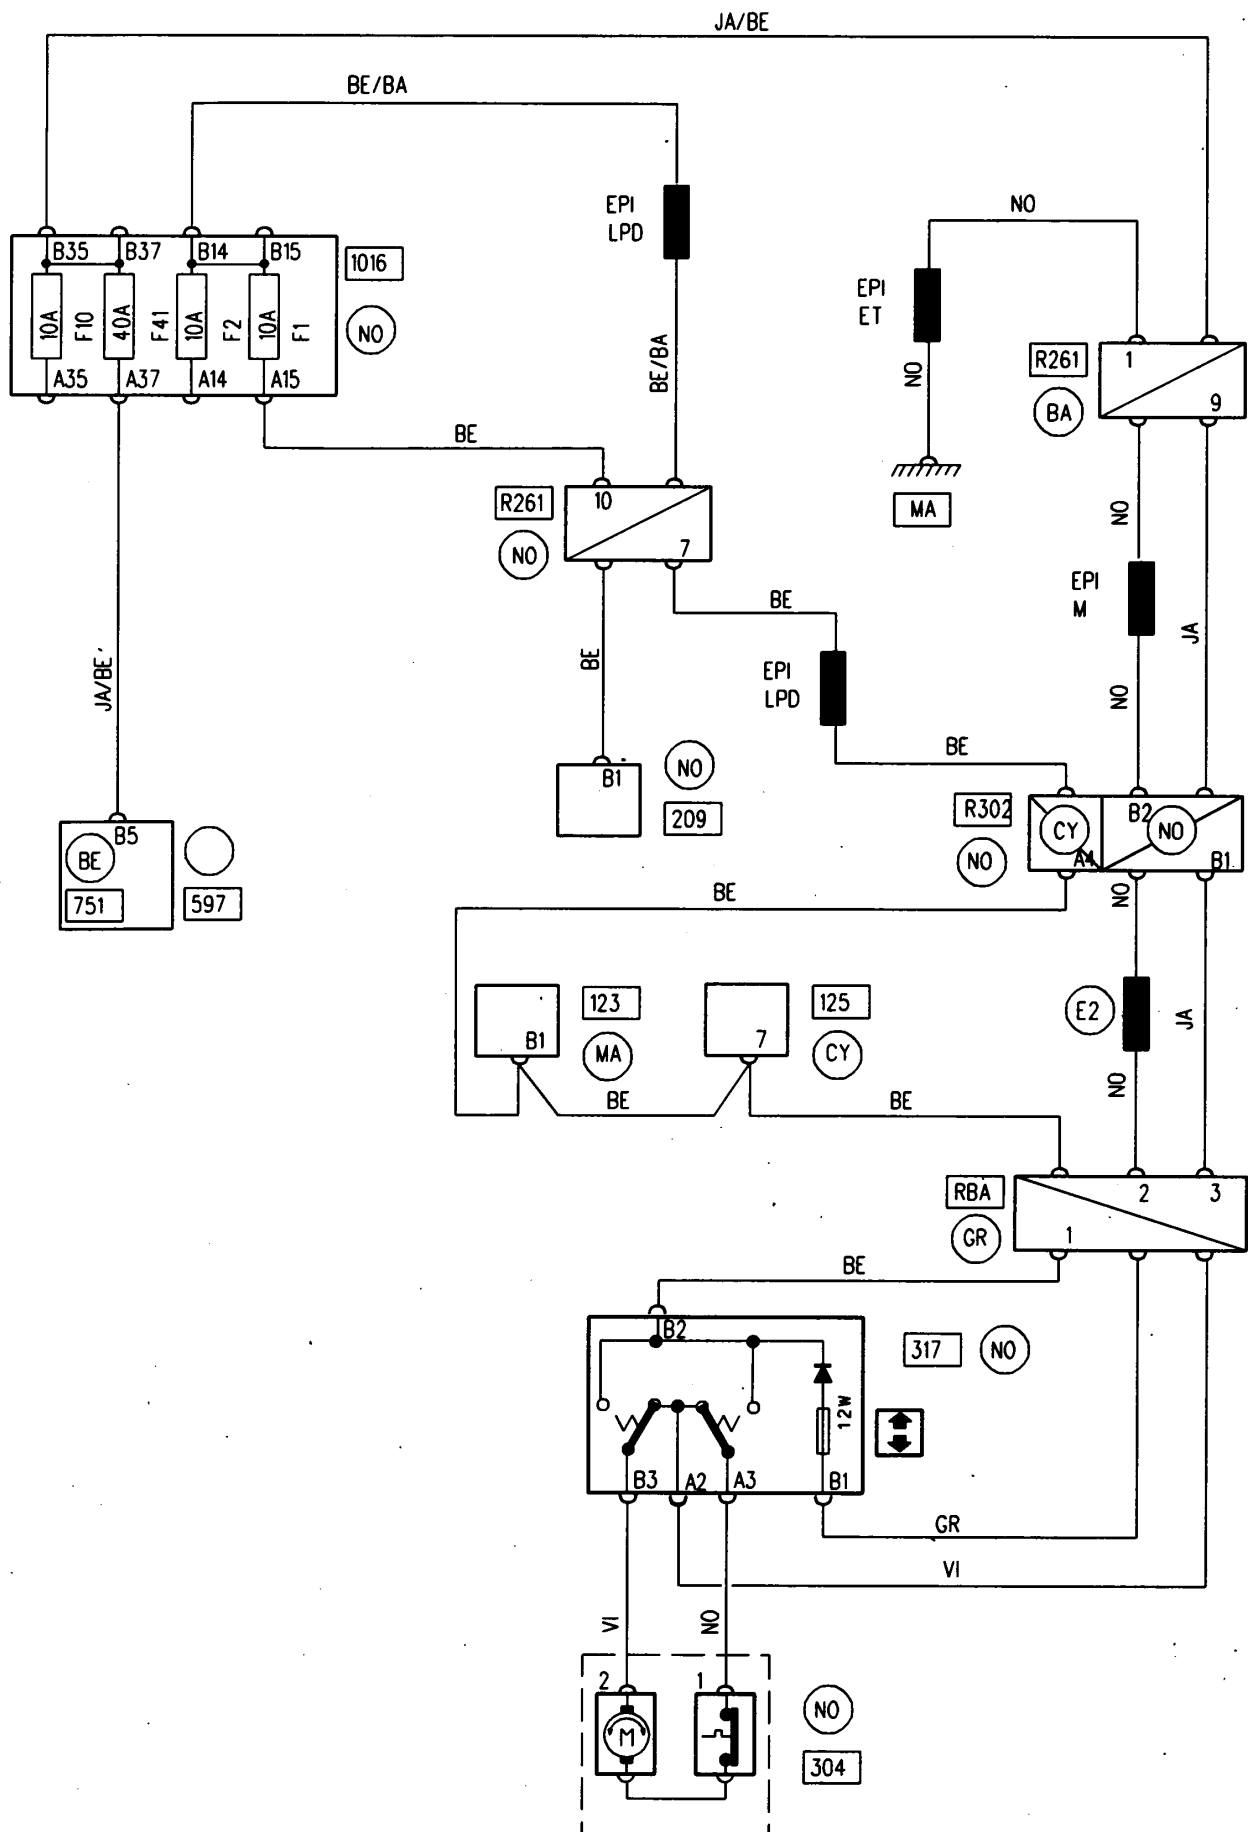 JA/BE
BE/BA
EPI
LPD
NO
B35 B37 B14 B15
1016
EPI
ET
10A F10 40A F41 10A F2 10A F1
NO
BE/BA
NO
R261 1
9
BA
A35 A37 A14 A15
BE
R261 10
7
NO
MA
NO
EPI
M
BE
JA
BE
JA/BE
EPI
LPD
NO
BE
B1
NO
209
R302
NO
CY
A4
B2
NO
B1
B5
BE
751
597
BE
NO
123
B1
MA
125
7
CY
E2
JA
NO
BE
BE
RBA
GR
1
2
3
BE
B2
317
NO
12W
B3 A2 A3 B1
GR
VI
VI
NO
2
1
M
NO
304